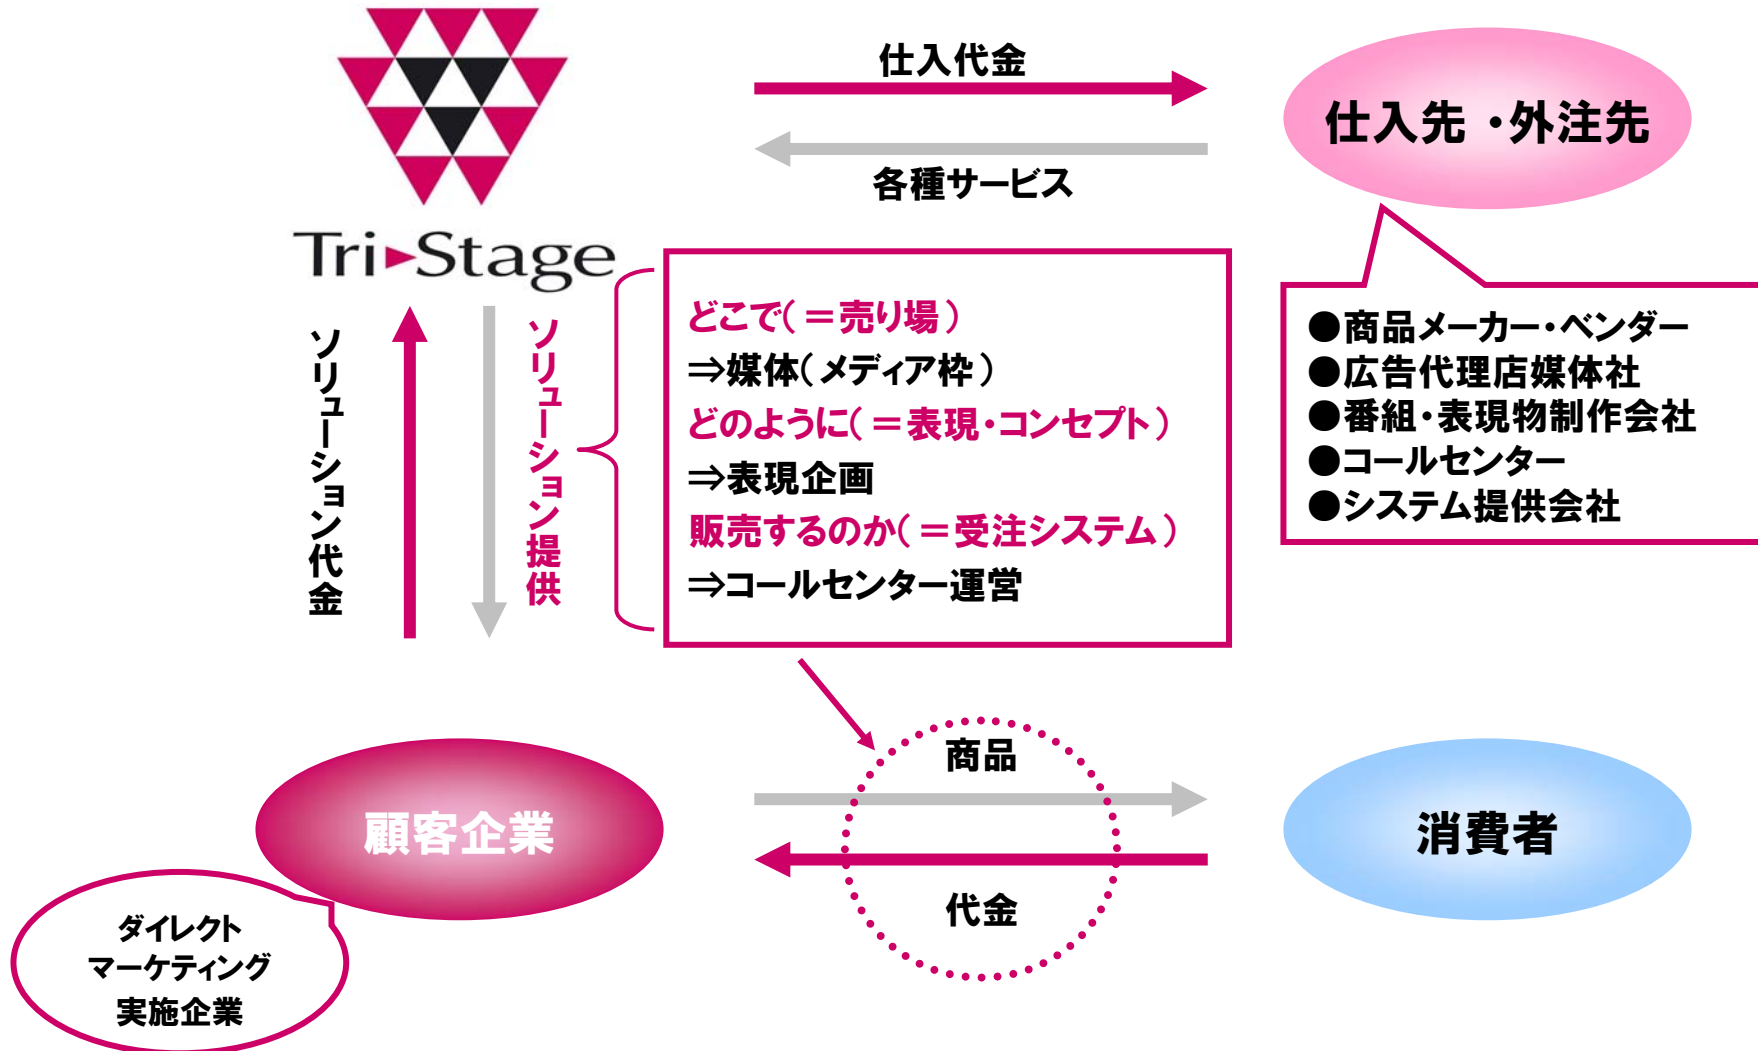 仕入代金
仕入先・外注先
各種サービス
Tri-Stage
ソリューション代金
ソリューション提供
どこで(=売り場)
⇒媒体(メディア枠)
どのように(=表現・コンセプト)
⇒表現企画
販売するのか(=受注システム)
⇒コールセンター運営
●商品メーカー・ベンダー
●広告代理店媒体社
●番組・表現物制作会社
●コールセンター
●システム提供会社
商品
顧客企業
消費者
代金
ダイレクト
マーケティング
実施企業